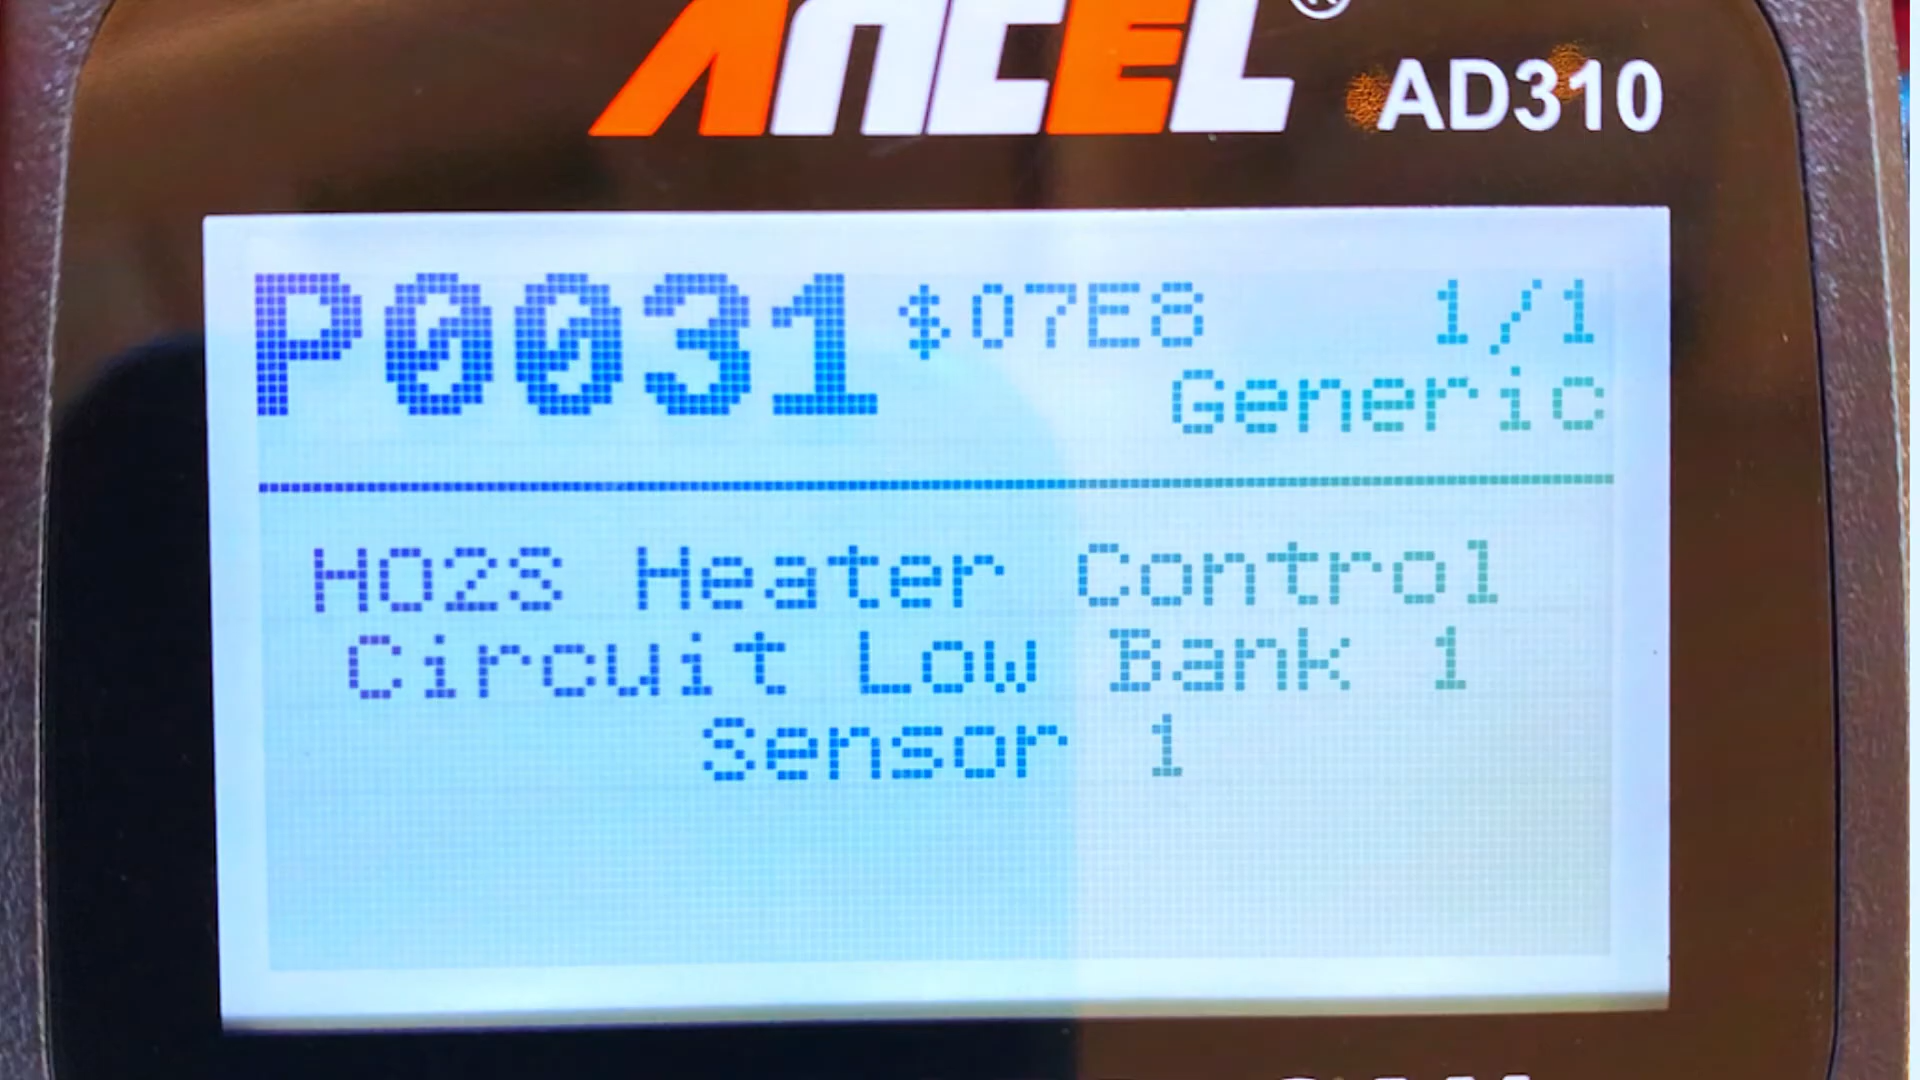 ANCEL®
AD310
P0031 $07E8 1/1
Generic
HO2S Heater Control
Circuit Low Bank 1
Sensor 1